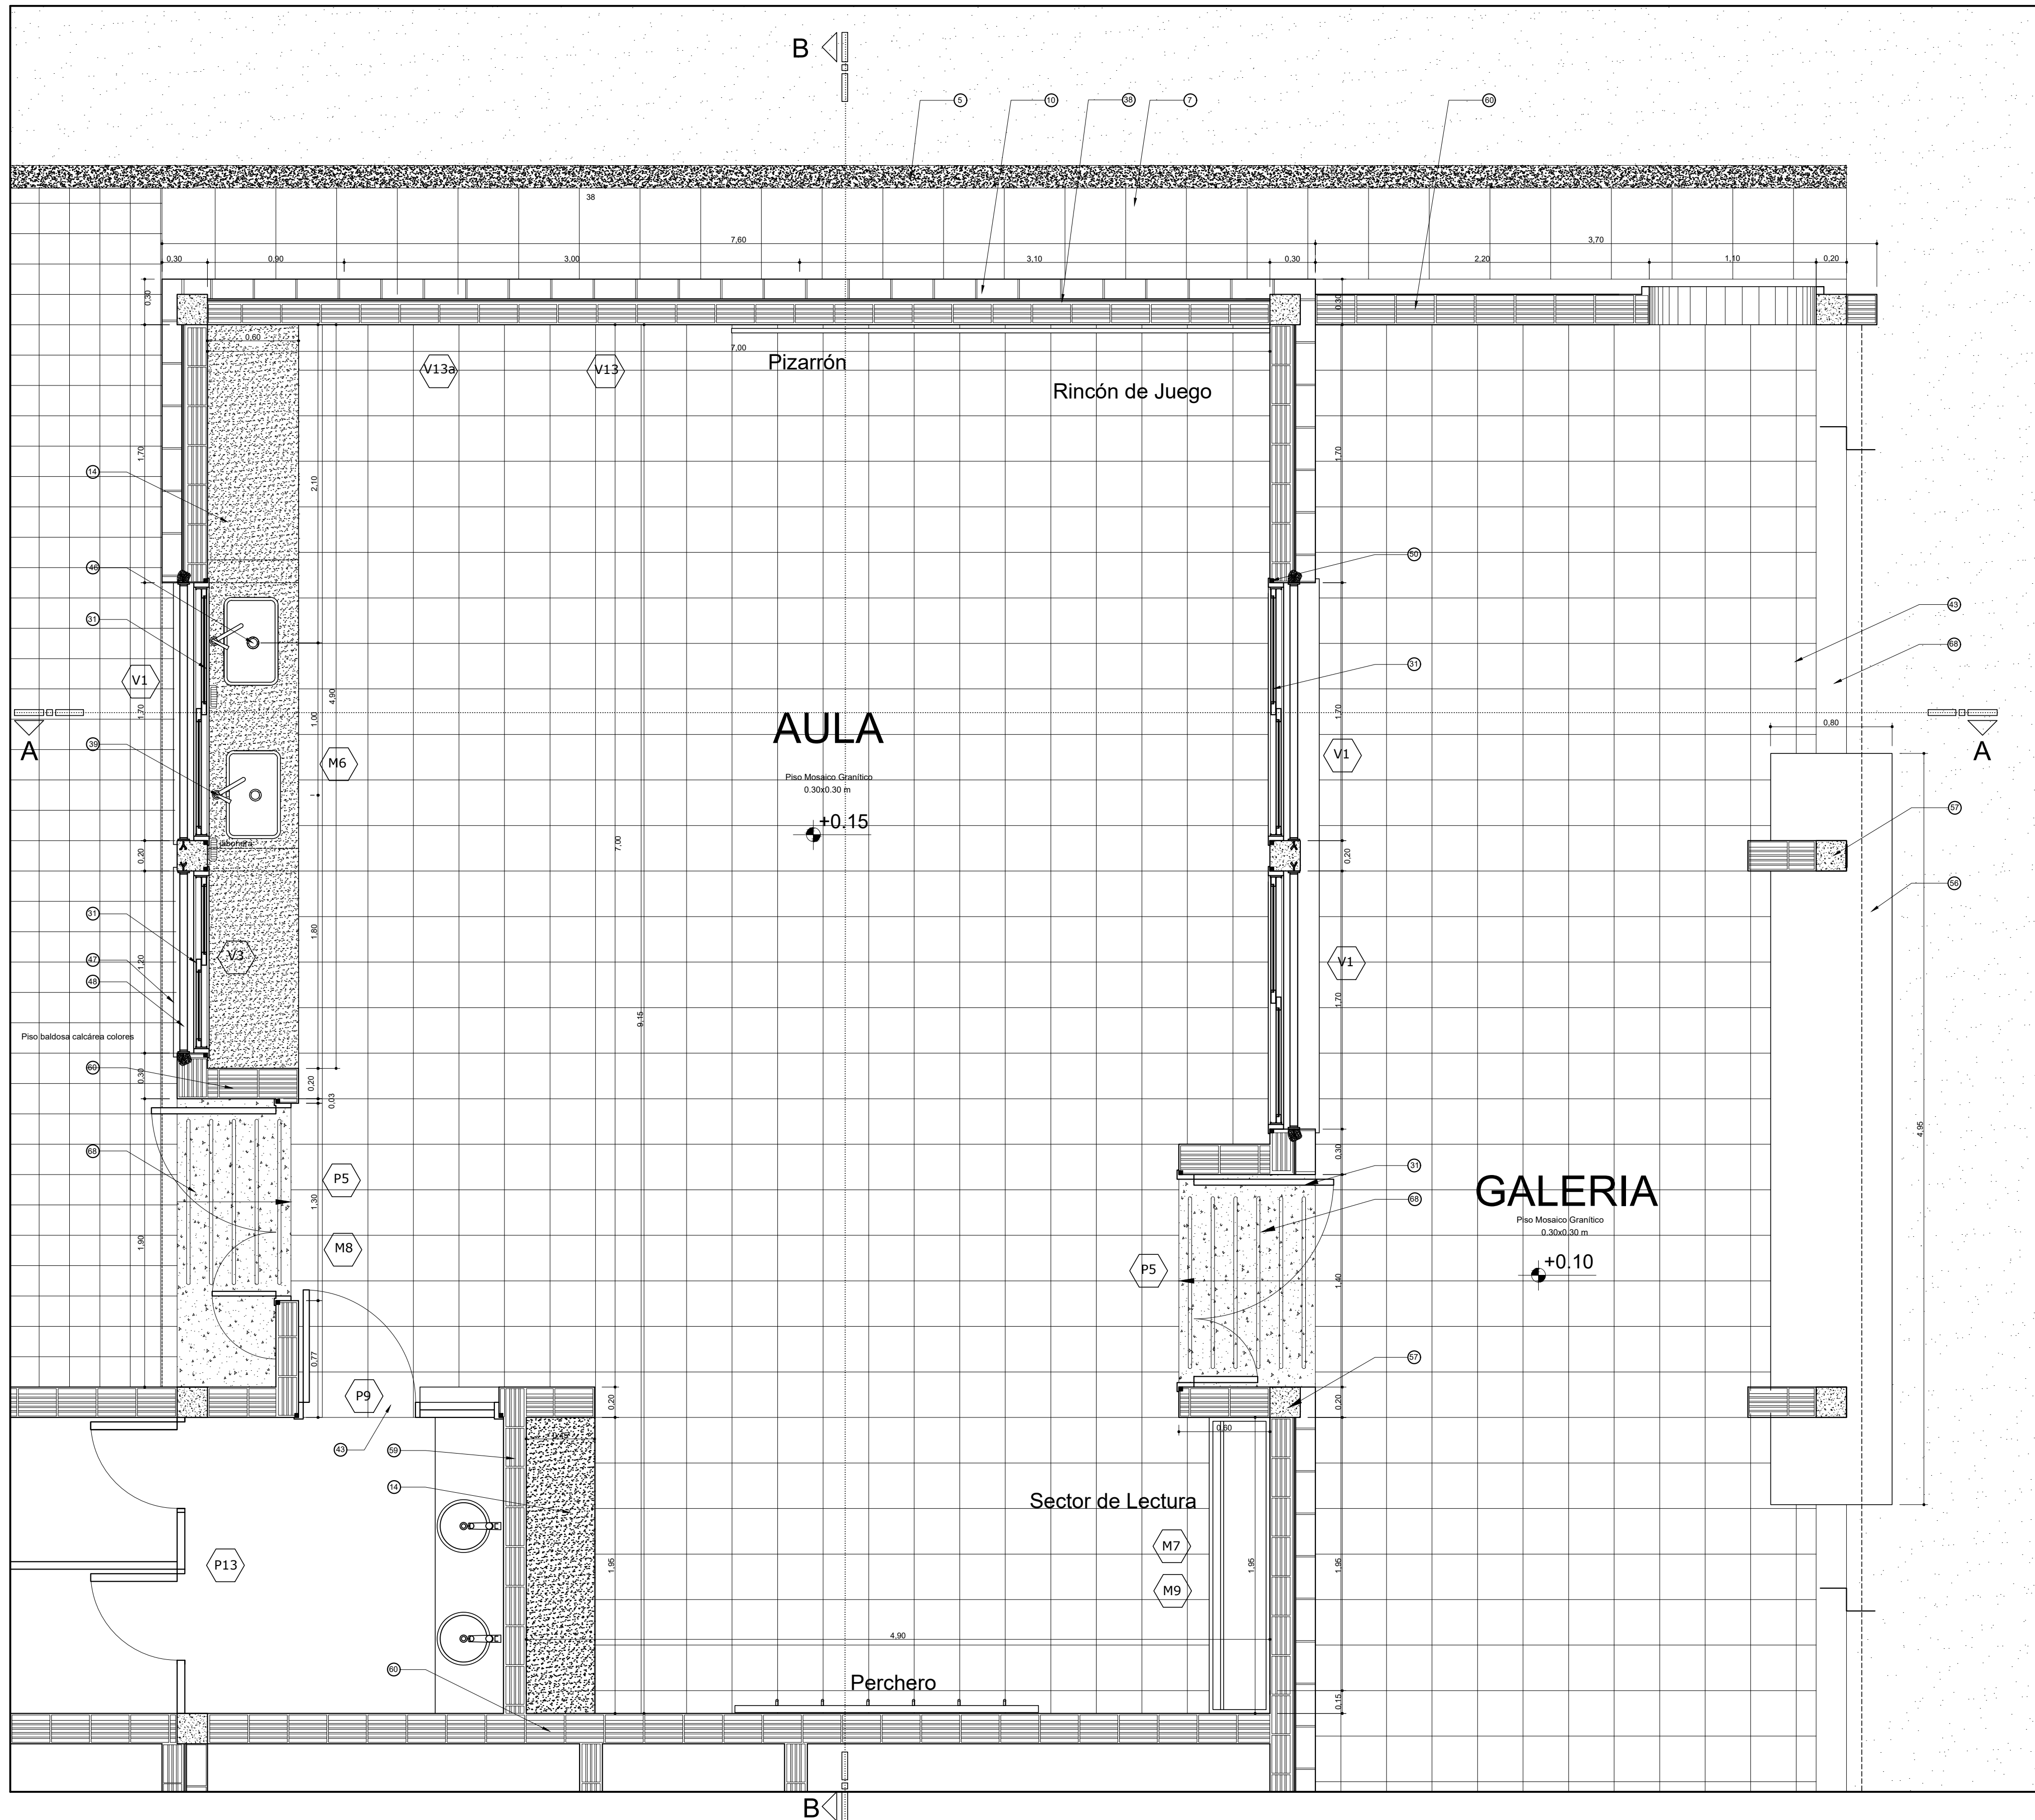 B
5
10
38
7
60
38
7,60
3,70
0,30
0,90
3,00
3,10
0,30
2,20
1,10
0,20
0,30
0,30
0,60
7,00
V13a
V13
Pizarrón
Rincón de Juego
1,70
2,10
1,70
14
50
46
31
43
68
31
V1
1,70
4,90
1,00
1,70
A
AULA
0,80
A
39
M6
V1
Piso Mosaico Granítico
0.30x0.30 m
+0.15
57
jabonera
0,20
7,00
0,20
56
31
1,80
V3
47
1,20
V1
48
1,70
9,15
Piso baldosa calcárea colores
60
0,30
0,20
0.03
4,95
68
P5
0,30
31
1,30
GALERIA
68
Piso Mosaico Granítico
0.30x0.30 m
M8
1,90
P5
+0.10
1,40
0,77
57
P9
0,20
0,20
43
59
0,45
0,60
14
Sector de Lectura
P13
1,95
M7
1,95
1,95
M9
4,90
60
Perchero
0,15
B